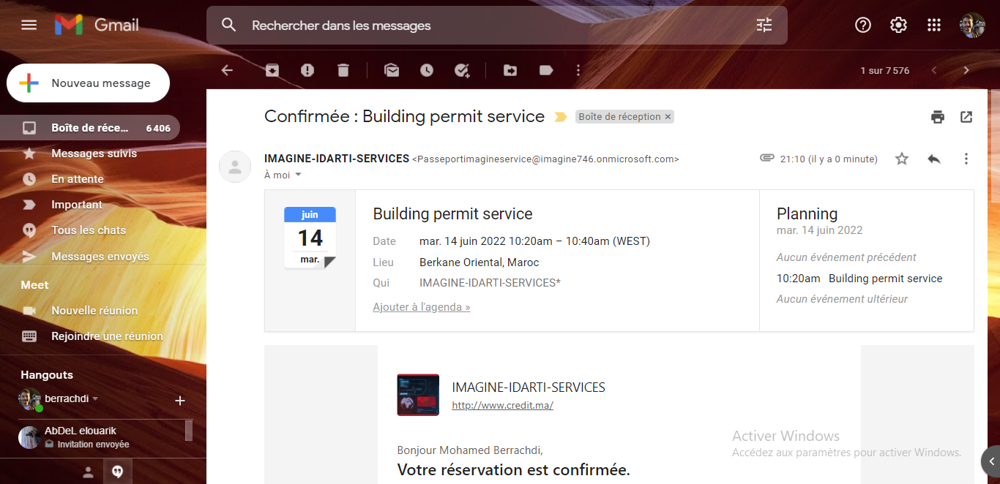 Gmail
Rechercher dans les messages
Nouveau message
1 sur 7 576
Boîte de réce... 6 406
Messages suivis
En attente
Important
Tous les chats
Messages envoyés
Meet
Nouvelle réunion
Rejoindre une réunion
Hangouts
berrachdi
AbDeL elouarik
Invitation envoyée
Confirmée : Building permit service
Boîte de réception ×
IMAGINE-IDARTI-SERVICES <Passeportimagineservice@imagine746.onmicrosoft.com>
21:10 (il y a 0 minute)
À moi
juin
14
mar.
Building permit service
Date mar. 14 juin 2022 10:20am – 10:40am (WEST)
Lieu Berkane Oriental, Maroc
Qui IMAGINE-IDARTI-SERVICES*
Ajouter à l'agenda »
Planning
mar. 14 juin 2022
Aucun événement précédent
10:20am Building permit service
Aucun événement ultérieur
IMAGINE-IDARTI-SERVICES
http://www.credit.ma/
Bonjour Mohamed Berrachdi,
Votre réservation est confirmée.
Activer Windows
Accédez aux paramètres pour activer Windows.